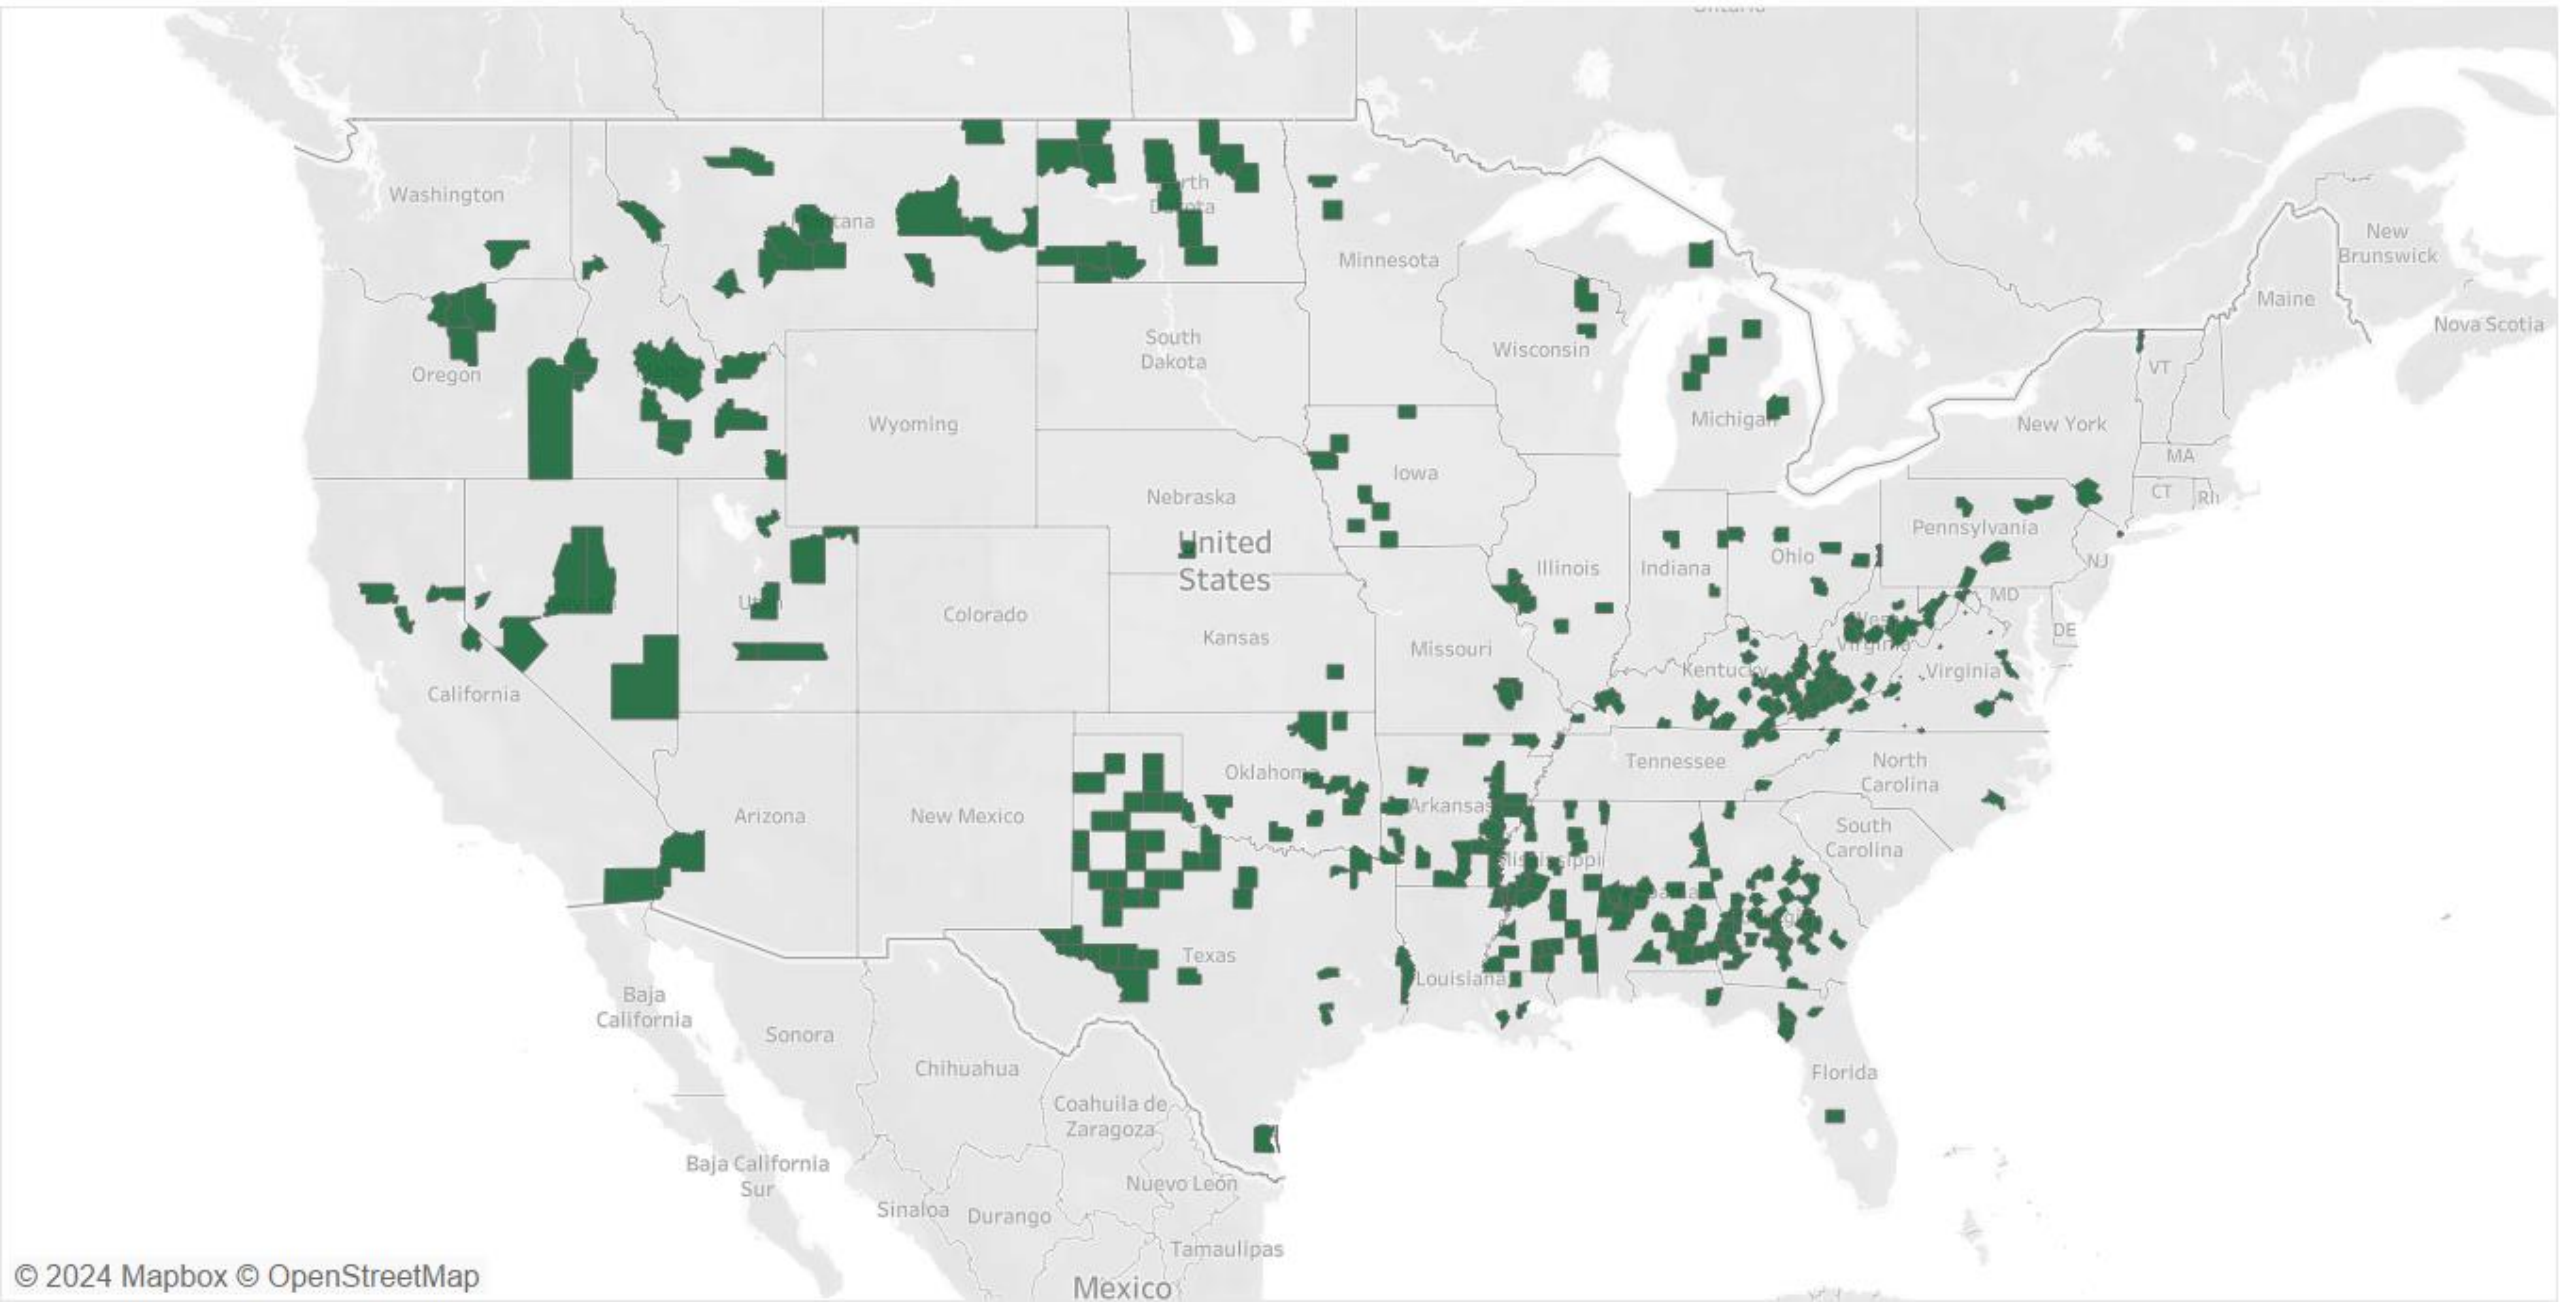 Washington
Minnesota
New
Brunswick
Maine
Nova Scotia
Oregon
South
Dakota
Wisconsin
Michigan
VT
New York
MA
CT
Wyoming
Iowa
Nebraska
Pennsylvania
United
States
Illinois
Indiana
Ohio
NJ
MD
DE
Colorado
Kansas
Missouri
Virginia
Kentucky
Virginia
California
Oklahoma
Tennessee
North
Carolina
Arizona
New Mexico
Arkansas
South
Carolina
Texas
Louisiana
Baja
California
Sonora
Chihuahua
Florida
Coahuila de
Zaragoza
Baja California
Sur
Nuevo León
Sinaloa
Durango
Tamaulipas
Mexico
© 2024 Mapbox © OpenStreetMap